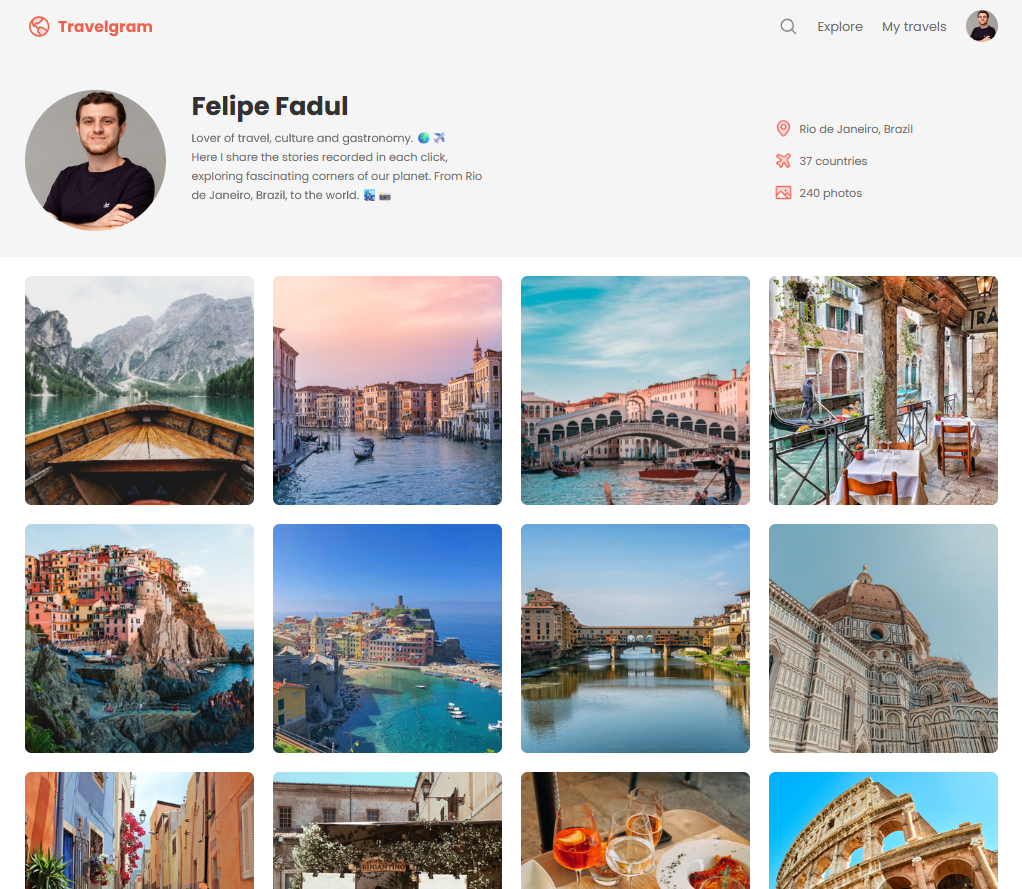 Travelgram
Explore
My travels
Felipe Fadul
Lover of travel, culture and gastronomy. 🌍 ✈️
Here I share the stories recorded in each click,
exploring fascinating corners of our planet. From Rio
de Janeiro, Brazil, to the world. 🌠 📷
Rio de Janeiro, Brazil
37 countries
240 photos
TRA
RUGANTINO